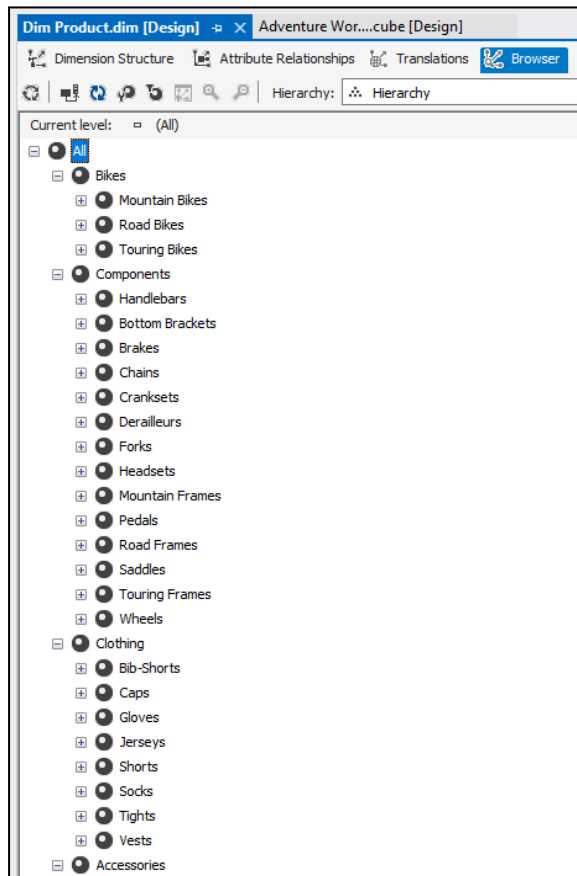 Dim Product.dim [Design] Adventure Wor....cube [Design]
Dimension Structure Attribute Relationships Translations Browser
Hierarchy: Hierarchy
Current level: (All)
All
Bikes
Mountain Bikes
Road Bikes
Touring Bikes
Components
Handlebars
Bottom Brackets
Brakes
Chains
Cranksets
Derailleurs
Forks
Headsets
Mountain Frames
Pedals
Road Frames
Saddles
Touring Frames
Wheels
Clothing
Bib-Shorts
Caps
Gloves
Jerseys
Shorts
Socks
Tights
Vests
Accessories